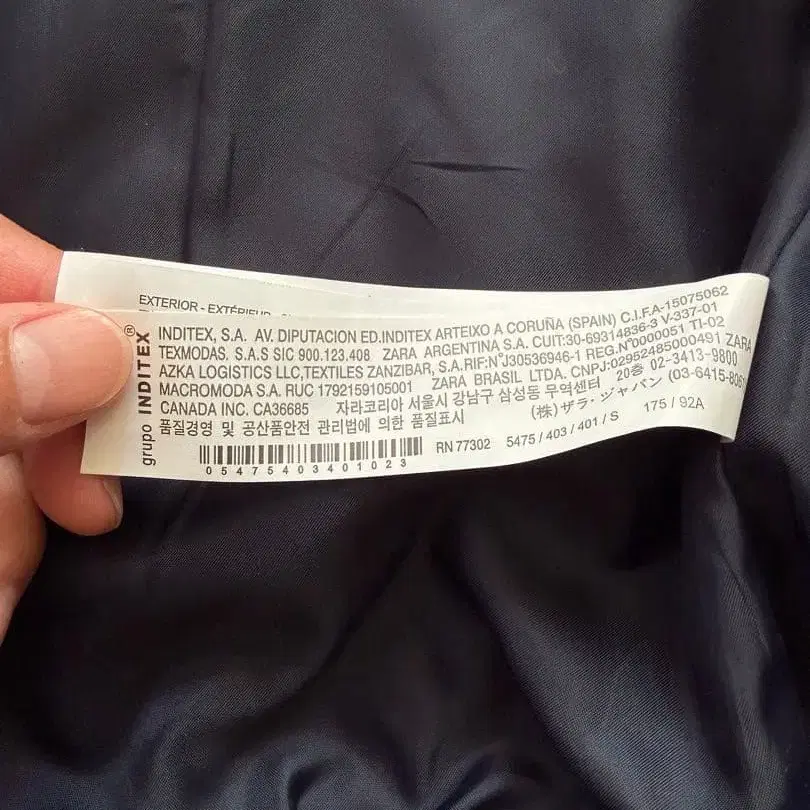 EXTERIOR - EXTÉRIEUR -
grupo INDITEX®
INDITEX, S.A. AV. DIPUTACION ED.INDITEX ARTEIXO A CORUÑA (SPAIN) C.I.F.A-15075062
TEXMODAS. S.A.S SIC 900.123.408 ZARA ARGENTINA S.A. CUIT:30-69314836-3 V-337-01
AZKA LOGISTICS LLC,TEXTILES ZANZIBAR, S.A.RIF:NºJ30536946-1 REG.Nº0000051 TI-02
MACROMODA S.A. RUC 1792159105001 ZARA BRASIL LTDA. CNPJ:02952485000491 ZARA
CANADA INC. CA36685 자라코리아 서울시 강남구 삼성동 무역센터 20층 02-3413-9800
품질경영 및 공산품안전 관리법에 의한 품질표시 (株) ザラ・ジャパン (03-6415-8061
05475403401023 RN 77302 5475 / 403 / 401 / S 175 / 92A